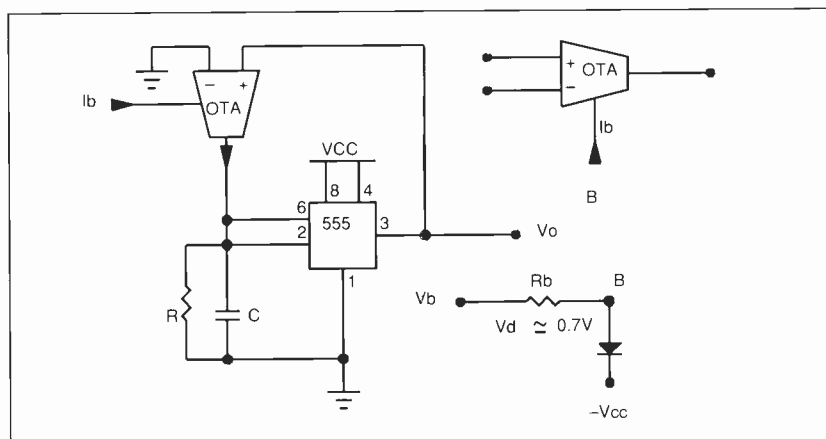 − +
OTA
Ib
VCC
8 4
6
555
2
3
1
Vo
R
C
+
OTA
−
Ib
B
Vb
Rb
B
Vd ≃ 0.7V
−Vcc